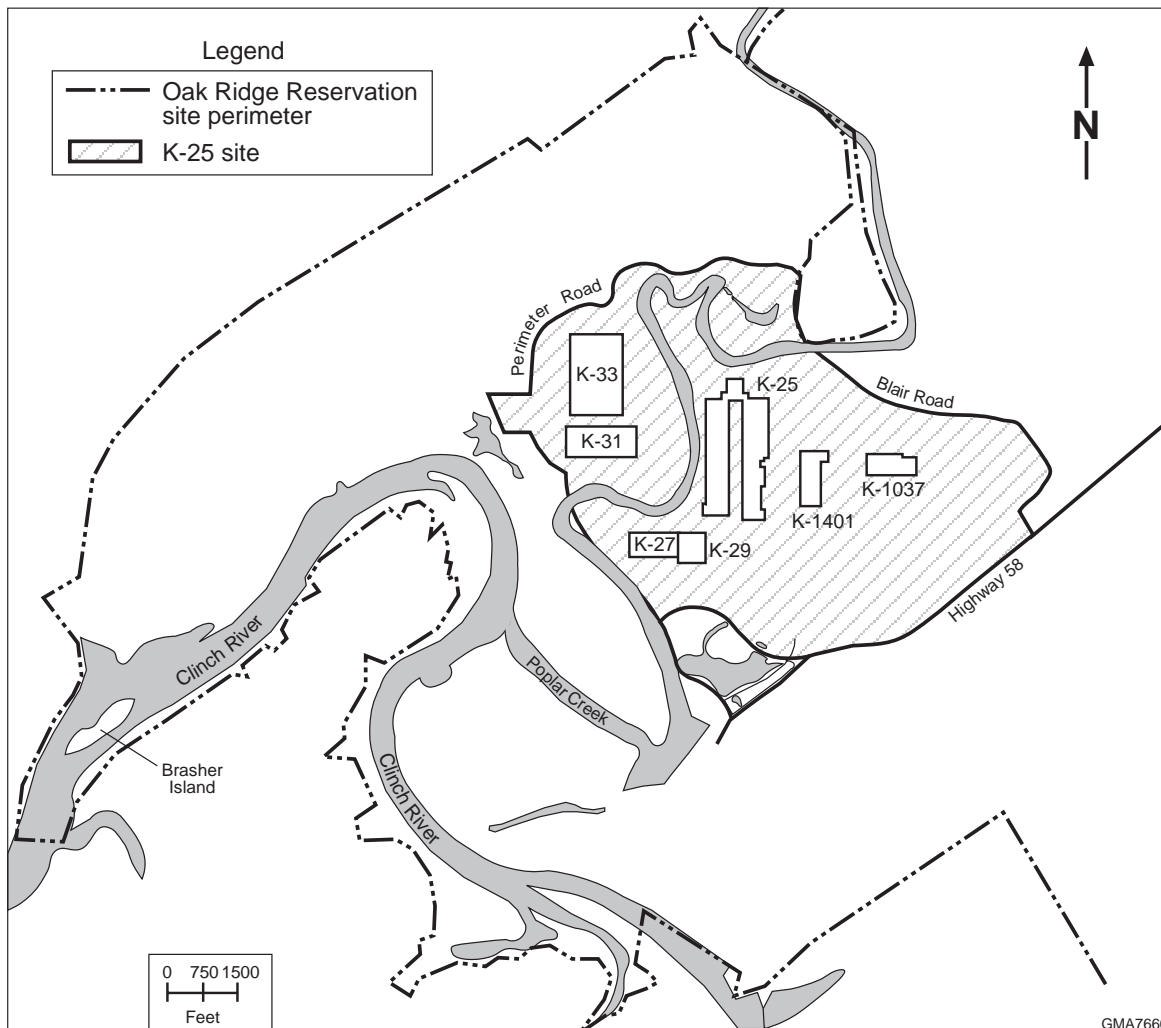 Legend
Oak Ridge Reservation
site perimeter
K-25 site
N
Perimeter Road
K-33
K-25
Blair Road
K-31
K-1037
K-1401
K-27
K-29
Highway 58
Clinch River
Poplar Creek
Brasher
Island
Clinch River
0 750 1500
Feet